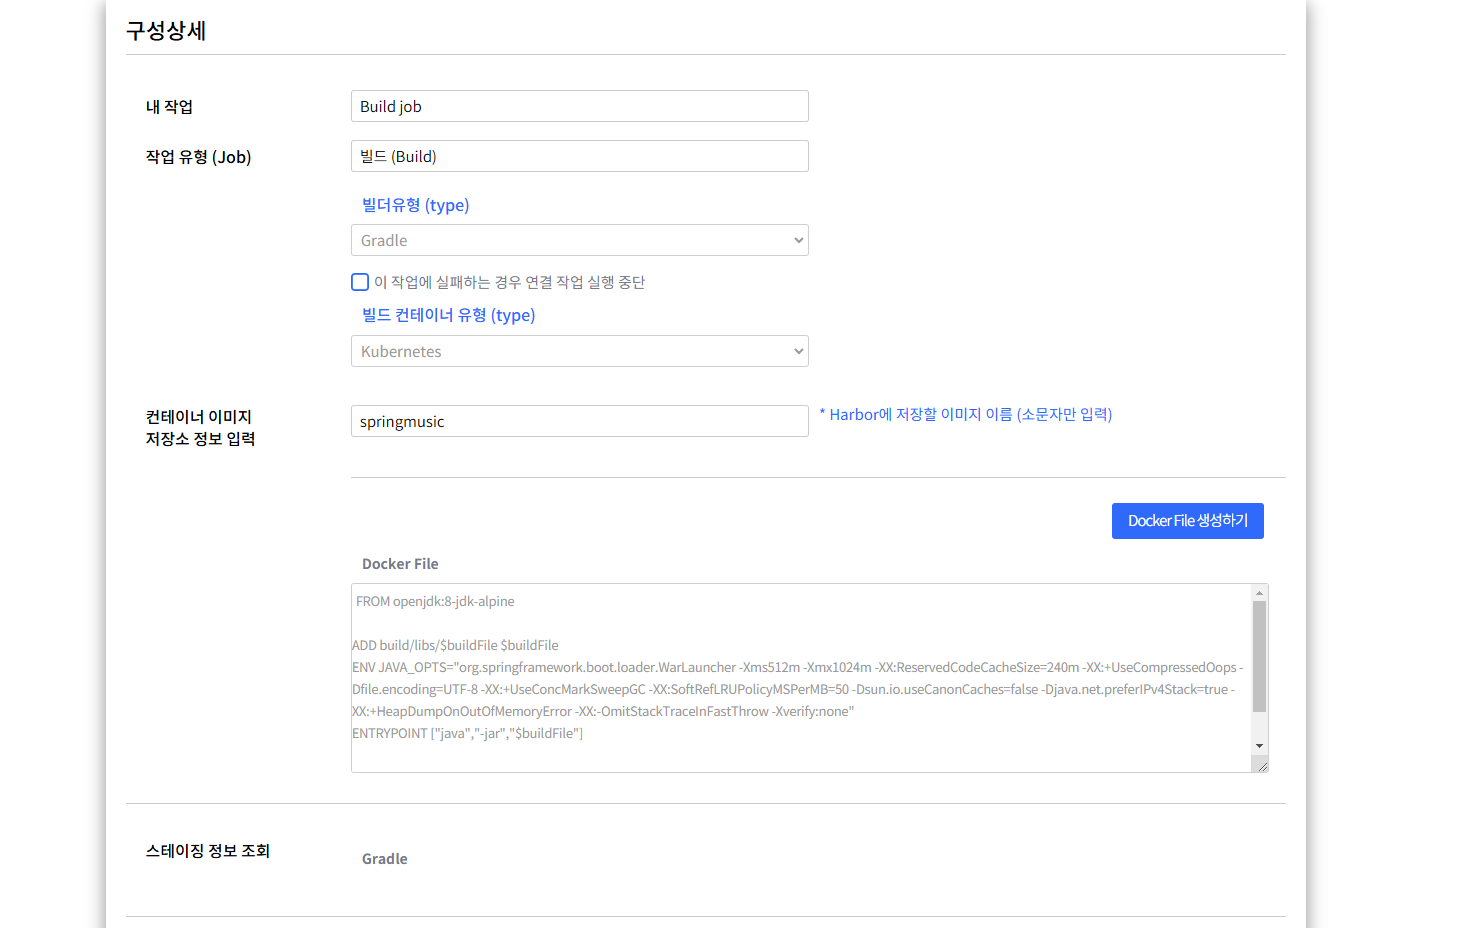 구성상세
내 작업
Build job
작업 유형 (Job)
빌드 (Build)
빌더유형 (type)
Gradle
이 작업에 실패하는 경우 연결 작업 실행 중단
빌드 컨테이너 유형 (type)
Kubernetes
컨테이너 이미지
저장소 정보 입력
springmusic
* Harbor에 저장할 이미지 이름 (소문자만 입력)
Docker File 생성하기
Docker File
FROM openjdk:8-jdk-alpine
ADD build/libs/$buildFile $buildFile
ENV JAVA_OPTS="org.springframework.boot.loader.WarLauncher -Xms512m -Xmx1024m -XX:ReservedCodeCacheSize=240m -XX:+UseCompressedOops -
Dfile.encoding=UTF-8 -XX:+UseConcMarkSweepGC -XX:SoftRefLRUPolicyMSPerMB=50 -Dsun.io.useCanonCaches=false -Djava.net.preferIPv4Stack=true -
XX:+HeapDumpOnOutOfMemoryError -XX:-OmitStackTraceInFastThrow -Xverify:none"
ENTRYPOINT ["java","-jar","$buildFile"]
스테이징 정보 조회
Gradle